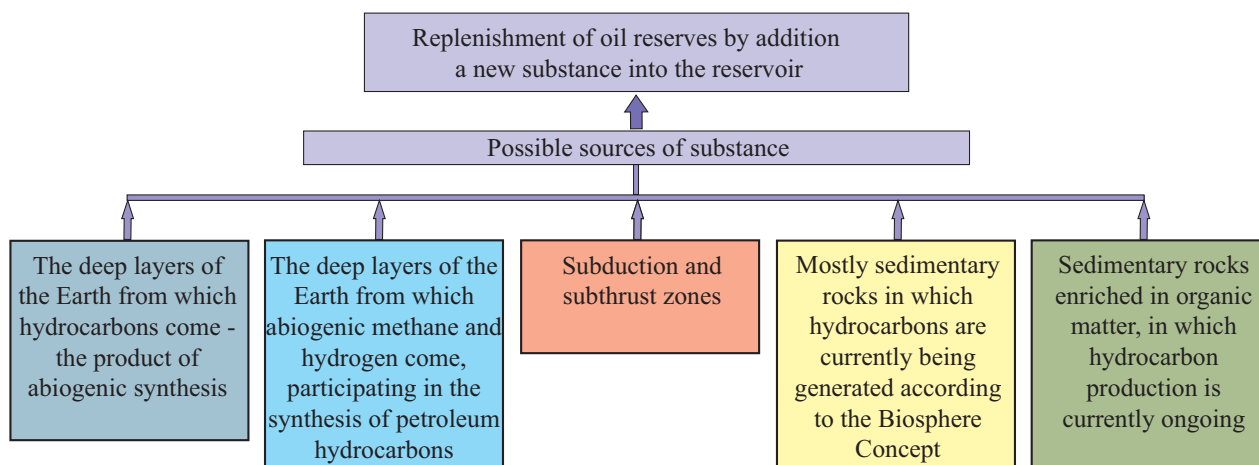 Replenishment of oil reserves by addition
a new substance into the reservoir
Possible sources of substance
The deep layers of
the Earth from which
hydrocarbons come -
the product of
abiogenic synthesis
The deep layers of the
Earth from which
abiogenic methane and
hydrogen come,
participating in the
synthesis of petroleum
hydrocarbons
Subduction and
subthrust zones
Mostly sedimentary
rocks in which
hydrocarbons are
currently being
generated according
to the Biosphere
Concept
Sedimentary rocks
enriched in organic
matter, in which
hydrocarbon
production is
currently ongoing